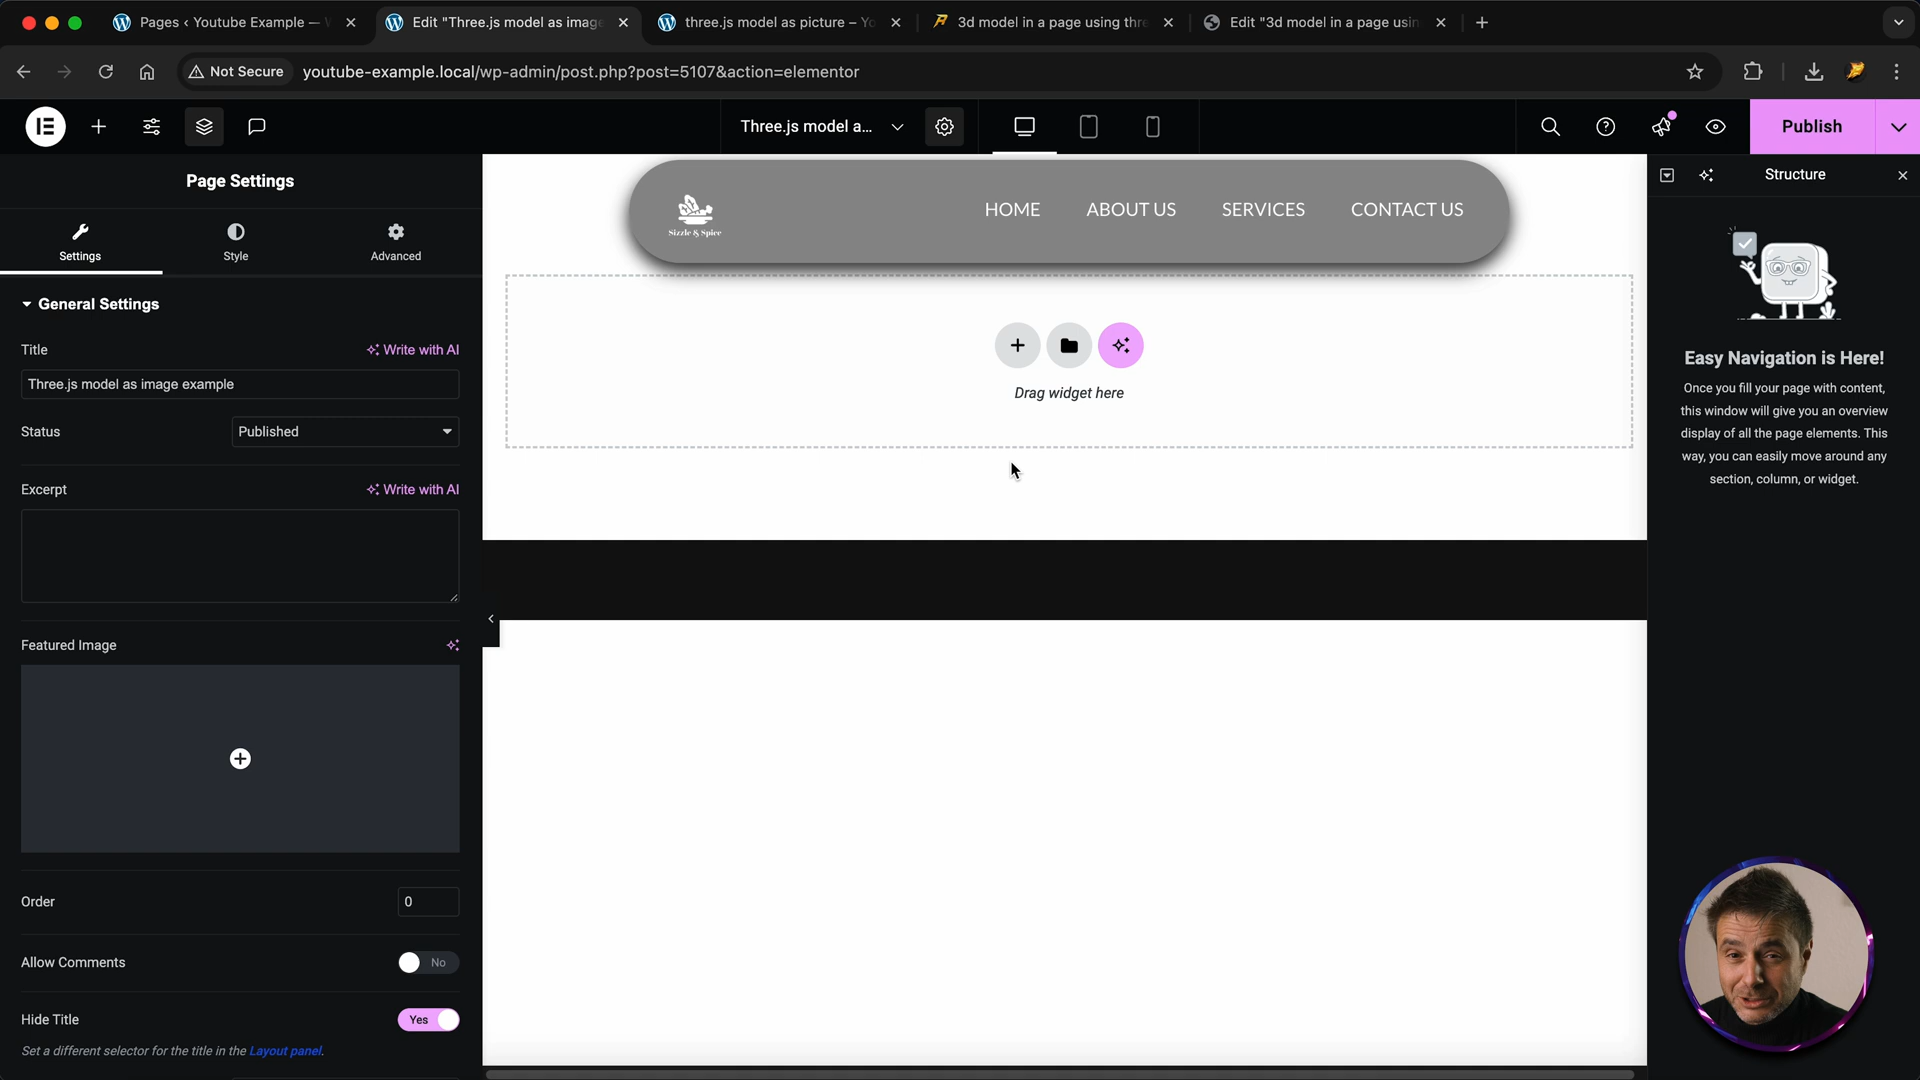 Pages ‹ Youtube Example —
Edit "Three.js model as image
three.js model as picture – Yo
3d model in a page using thr
Edit "3d model in a page usin
Not Secure
youtube-example.local/wp-admin/post.php?post=5107&action=elementor
Three.js model a...
Publish
Page Settings
Settings
Style
Advanced
General Settings
Title
Write with AI
Three.js model as image example
Status
Published
Excerpt
Write with AI
Featured Image
Order
0
Allow Comments
No
Hide Title
Yes
Set a different selector for the title in the Layout panel.
Sizzle & Spice
HOME
ABOUT US
SERVICES
CONTACT US
Drag widget here
Structure
Easy Navigation is Here!
Once you fill your page with content,
this window will give you an overview
display of all the page elements. This
way, you can easily move around any
section, column, or widget.